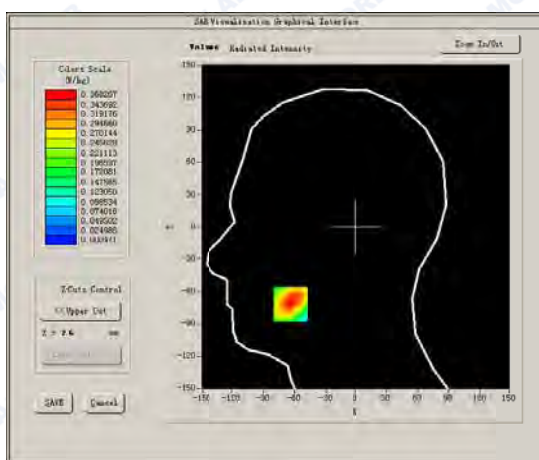 SAR Visualisation Graphical Interface
Volume Radiated Intensity
Zoom In/Out
Colors Scale
(W/kg)
0.368207
0.343692
0.319176
0.294660
0.270144
0.245629
0.221113
0.196597
0.172081
0.147565
0.123050
0.098534
0.074018
0.049502
0.024986
150
120
90
60
30
0
-30
-60
-90
-120
-150
-150 -120 -90 -60 -30 0 30 60 90 120 150
X
Z-Cuts Control
<<Upper Cut
Z = 2.6 mm
SAVE
Cancel